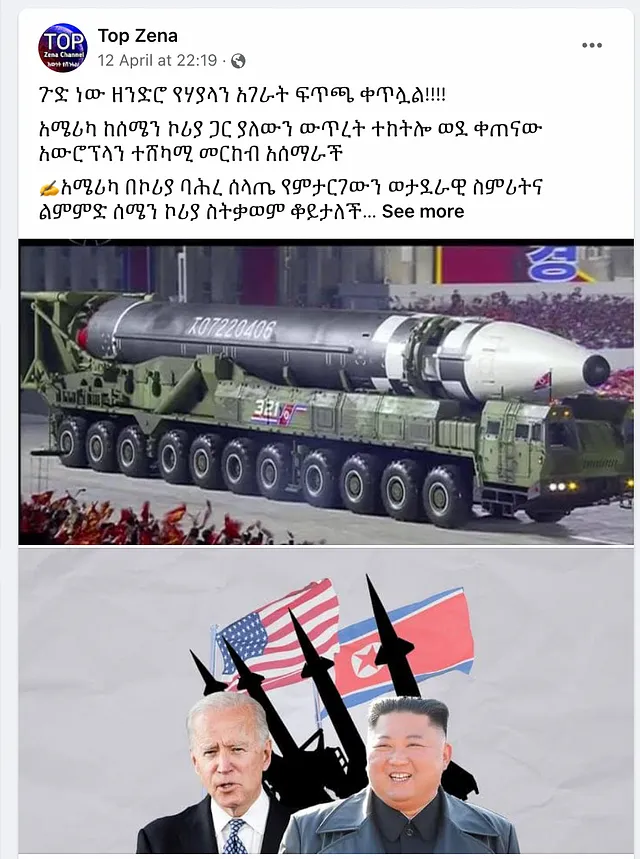 Top Zena
12 April at 22:19 ·
TOP
Zena Channel
ጉድ ነው ዘንድሮ የሃያላን አገራት ፍጥጫ ቀጥሏል!!!!
አሜሪካ ከሰሜን ኮሪያ ጋር ያለውን ውጥረት ተከትሎ ወደ ቀጠናው
አውሮፕላን ተሸካሚ መርከብ አሰማራች
✍️አሜሪካ በኮሪያ ባሕረ ሰላጤ የምታርገውን ወታደራዊ ስምሪትና
ልምምድ ሰሜን ኮሪያ ስትቃወም ቆይታለች... See more
ㅈ07220406
321